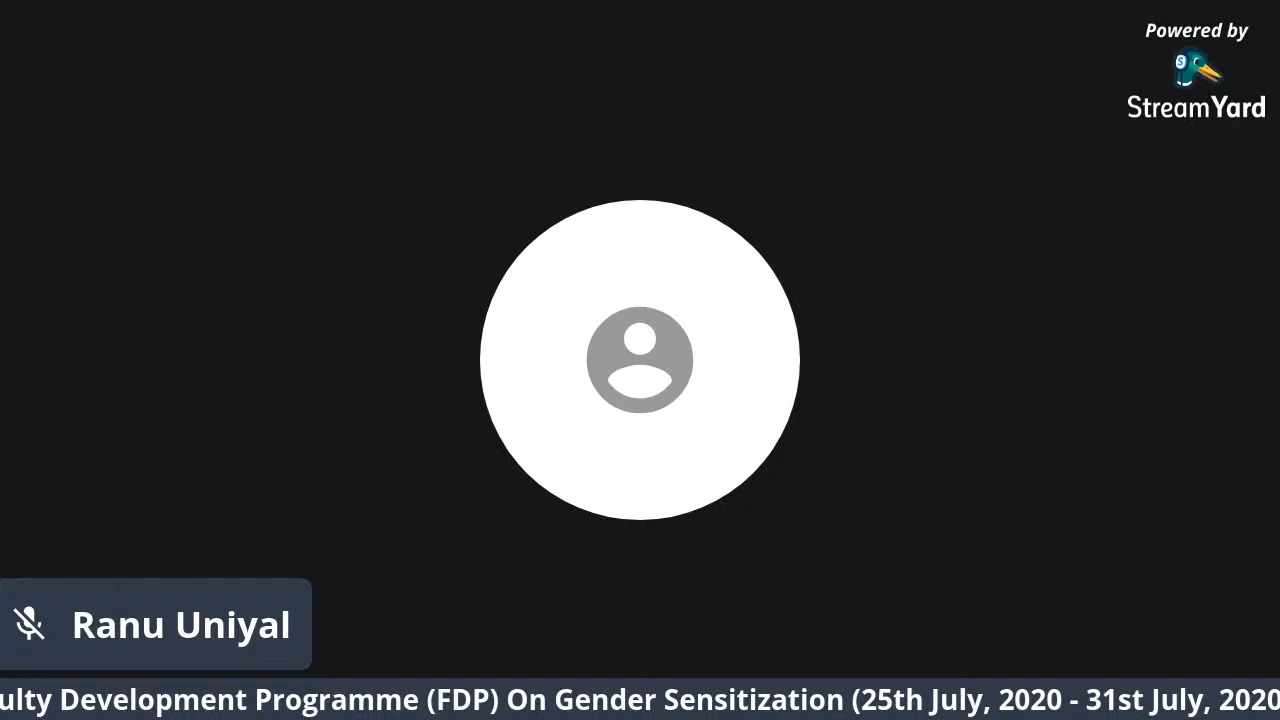 Powered by
StreamYard
Ranu Uniyal
ulty Development Programme (FDP) On Gender Sensitization (25th July, 2020 - 31st July, 2020